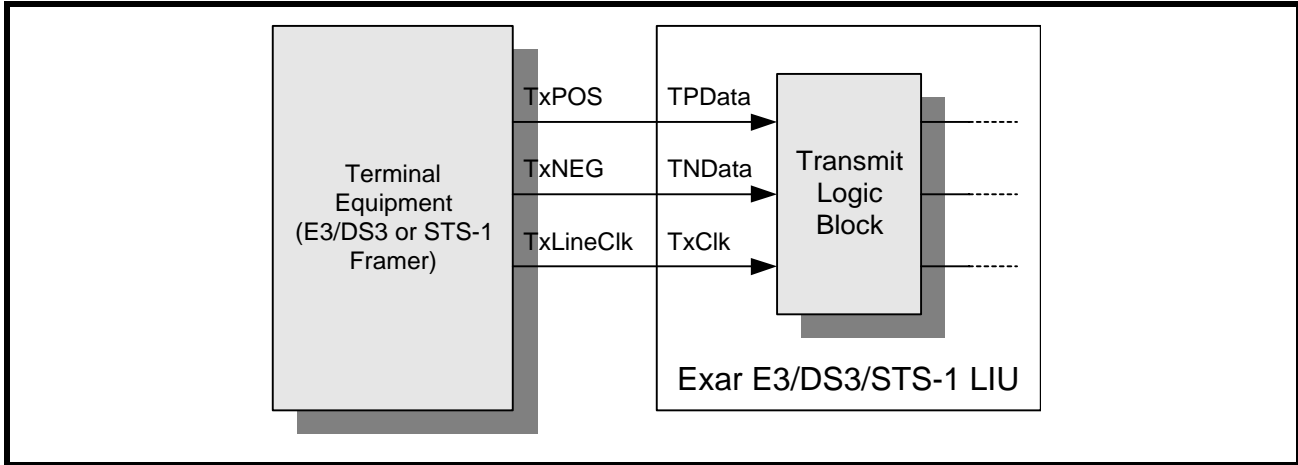 TxPOS TPData
TxNEG TNData
TxLineClk TxClk
Terminal
Equipment
(E3/DS3 or STS-1
Framer)
Transmit
Logic
Block
Exar E3/DS3/STS-1 LIU